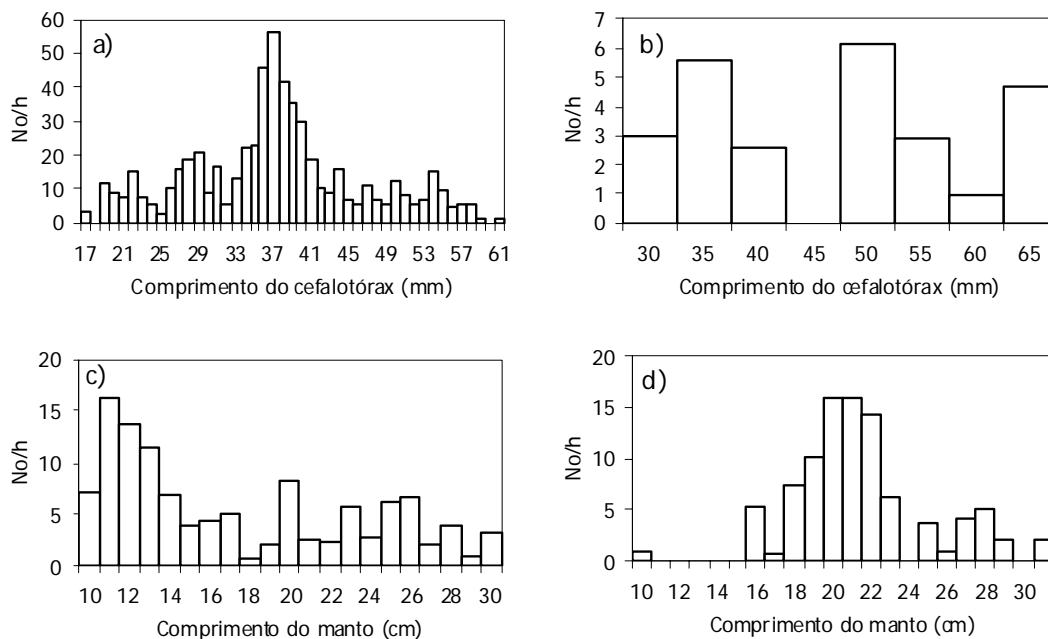 a)
No/h
60
50
40
30
20
10
0
17 21 25 29 33 37 41 45 49 53 57 61
Comprimento do cefalotórax (mm)
b)
No/h
7
6
5
4
3
2
1
0
30 35 40 45 50 55 60 65
Comprimento do cefalotórax (mm)
c)
No/h
20
15
10
5
0
10 12 14 16 18 20 22 24 26 28 30
Comprimento do manto (cm)
d)
No/h
20
15
10
5
0
10 12 14 16 18 20 22 24 26 28 30
Comprimento do manto (cm)